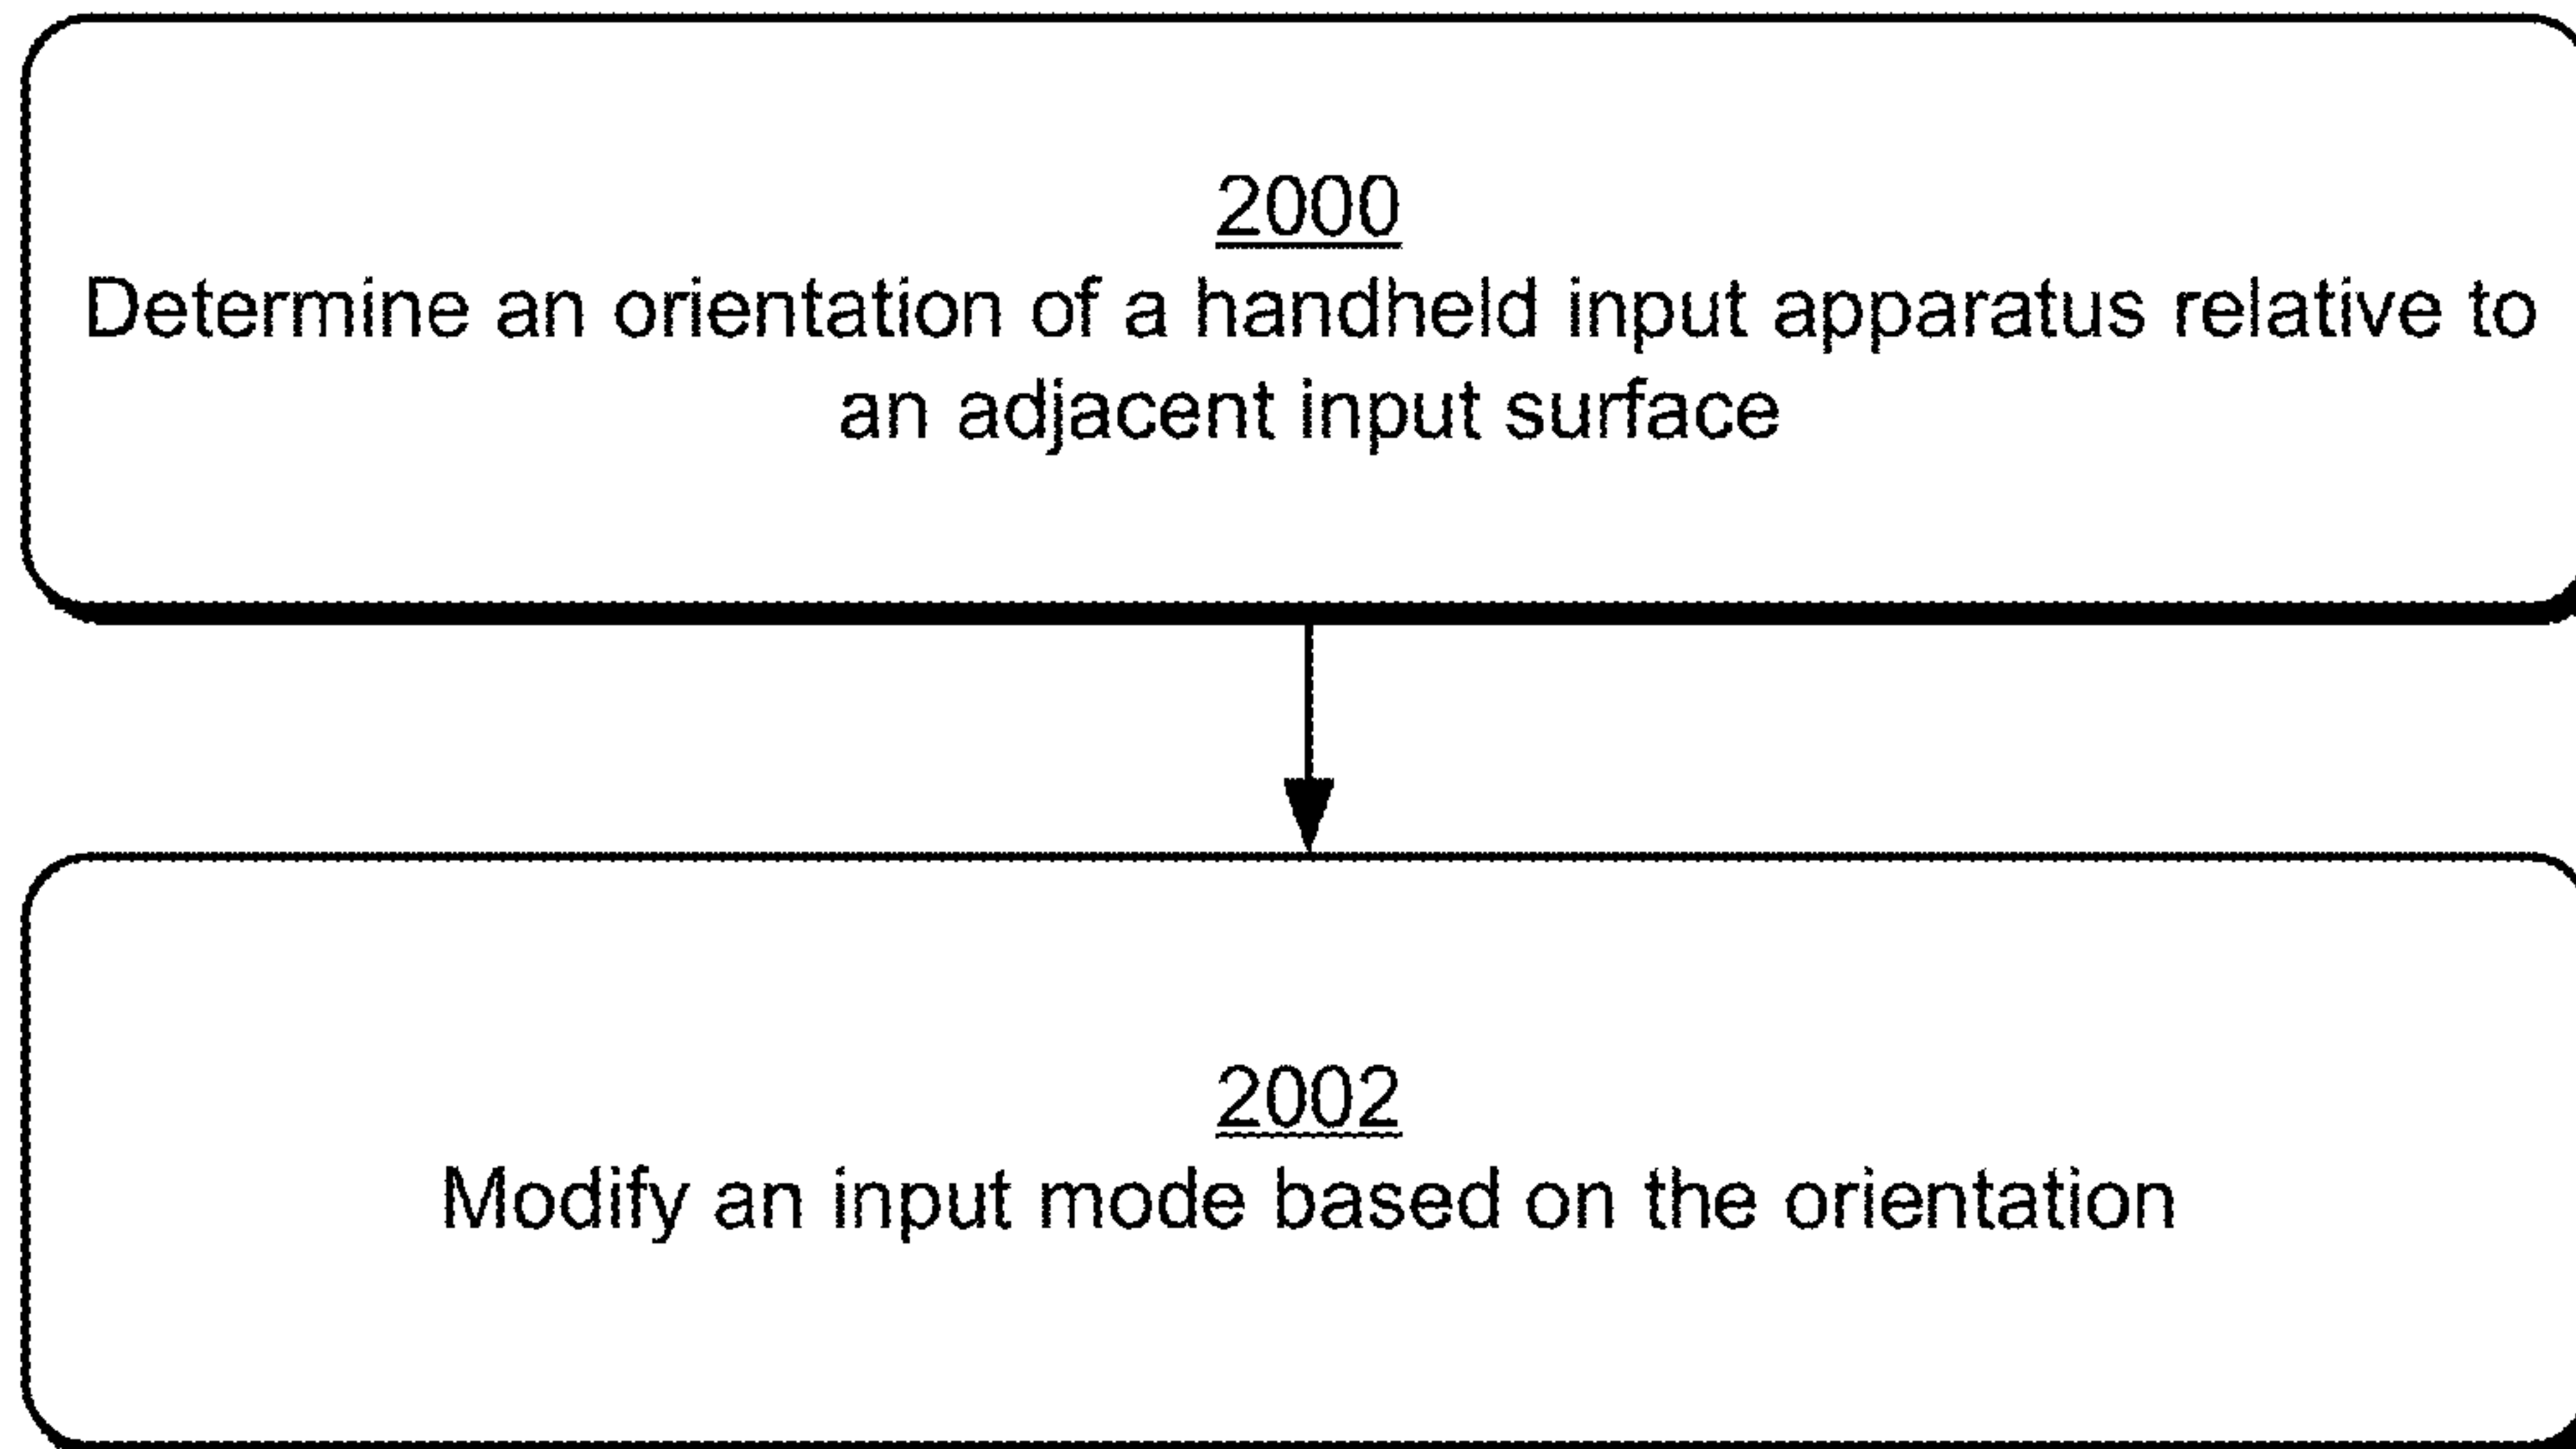 2000
Determine an orientation of a handheld input apparatus relative to
an adjacent input surface
2002
Modify an input mode based on the orientation